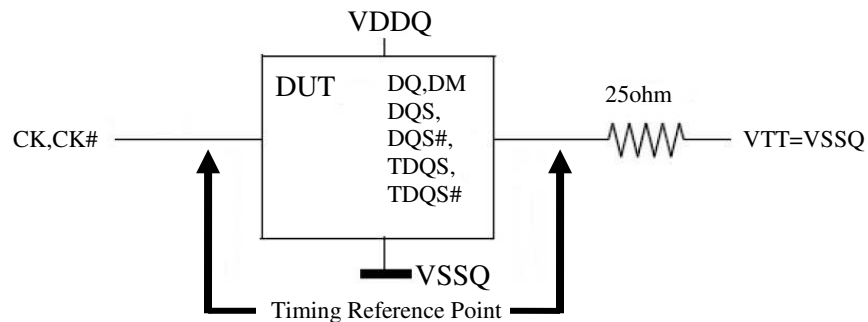 VDDQ
DUT
DQ,DM
DQS,
DQS#,
TDQS,
TDQS#
CK,CK#
25ohm
VTT=VSSQ
VSSQ
Timing Reference Point